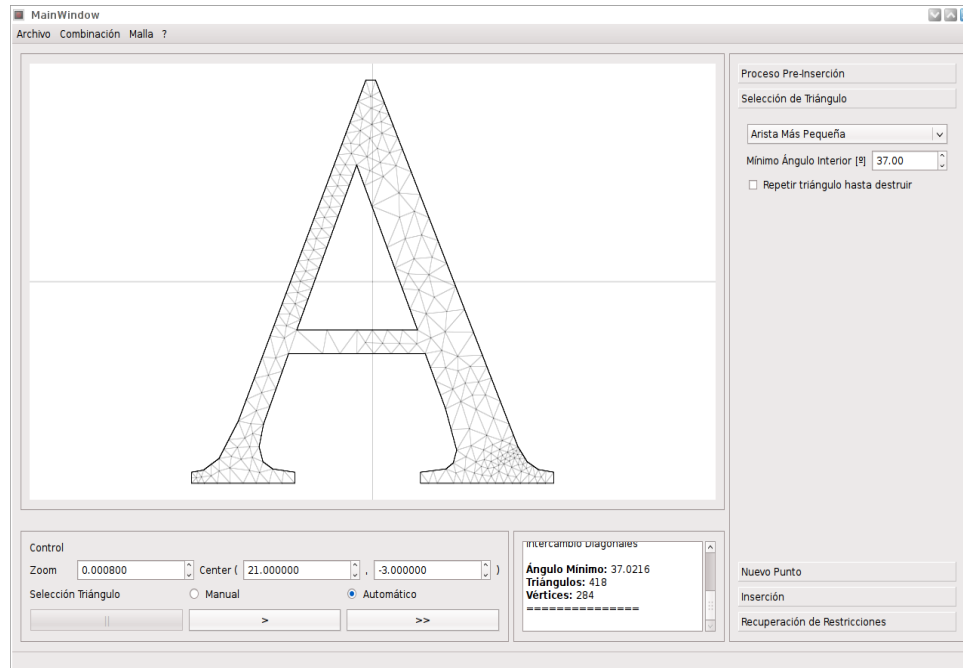 MainWindow
Archivo Combinación Malla ?
Proceso Pre-Inserción
Selección de Triángulo
Arista Más Pequeña
Mínimo Ángulo Interior [º] 37.00
Repetir triángulo hasta destruir
Control
Zoom 0.000800 Center ( 21.000000 , -3.000000 )
Selección Triángulo Manual Automático
|| > >>
Intercambio Diagonales
Ángulo Mínimo: 37.0216
Triángulos: 418
Vértices: 284
===============
Nuevo Punto
Inserción
Recuperación de Restricciones